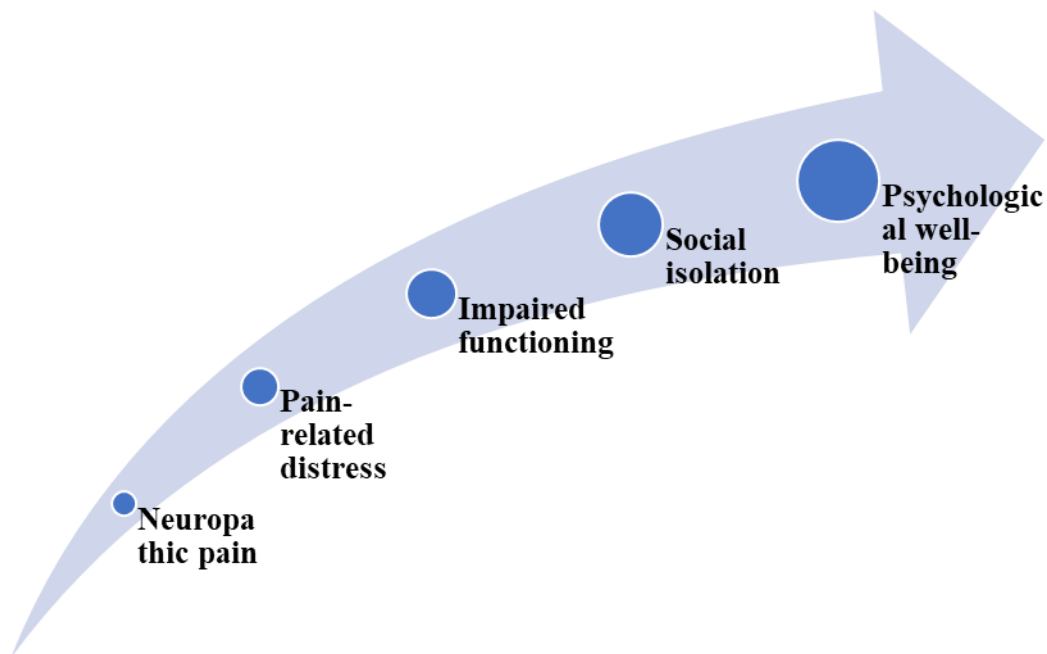 Neuropa
thic pain
Pain-
related
distress
Impaired
functioning
Social
isolation
Psychologic
al well-
being